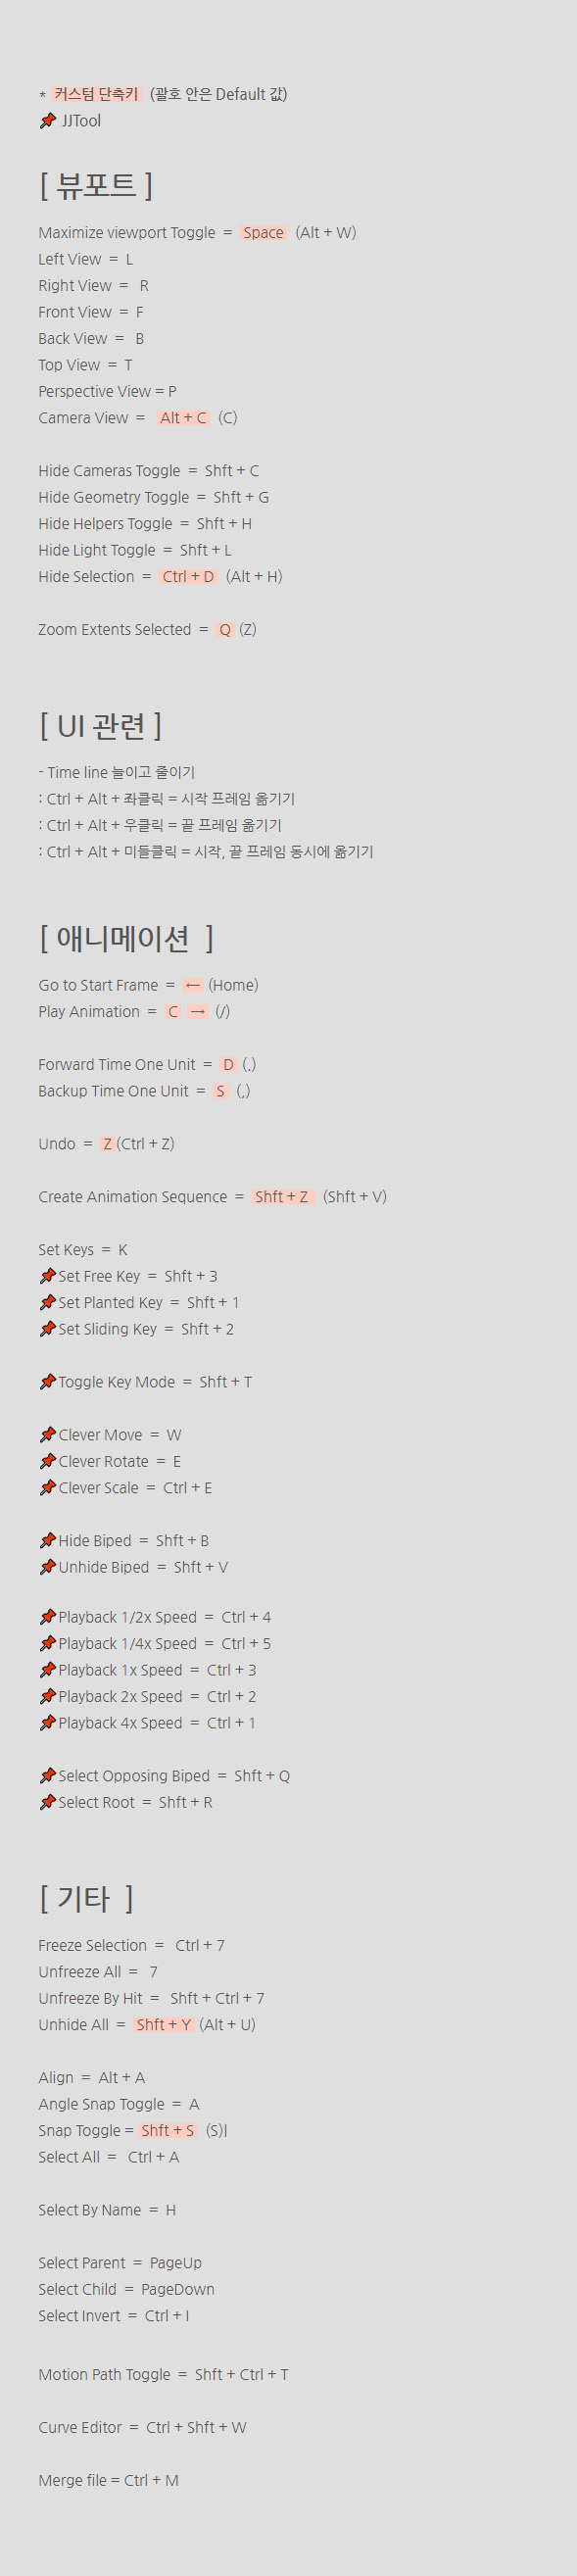 * 커스텀 단축키 (괄호 안은 Default 값)
📌 JJTool
[ 뷰포트 ]
Maximize viewport Toggle = Space (Alt + W)
Left View = L
Right View = R
Front View = F
Back View = B
Top View = T
Perspective View = P
Camera View = Alt + C (C)
Hide Cameras Toggle = Shft + C
Hide Geometry Toggle = Shft + G
Hide Helpers Toggle = Shft + H
Hide Light Toggle = Shft + L
Hide Selection = Ctrl + D (Alt + H)
Zoom Extents Selected = Q (Z)
[ UI 관련 ]
- Time line 늘이고 줄이기
: Ctrl + Alt + 좌클릭 = 시작 프레임 옮기기
: Ctrl + Alt + 우클릭 = 끝 프레임 옮기기
: Ctrl + Alt + 미들클릭 = 시작, 끝 프레임 동시에 옮기기
[ 애니메이션 ]
Go to Start Frame = ← (Home)
Play Animation = C → (/)
Forward Time One Unit = D (.)
Backup Time One Unit = S (,)
Undo = Z (Ctrl + Z)
Create Animation Sequence = Shft + Z (Shft + V)
Set Keys = K
📌Set Free Key = Shft + 3
📌Set Planted Key = Shft + 1
📌Set Sliding Key = Shft + 2
📌Toggle Key Mode = Shft + T
📌Clever Move = W
📌Clever Rotate = E
📌Clever Scale = Ctrl + E
📌Hide Biped = Shft + B
📌Unhide Biped = Shft + V
📌Playback 1/2x Speed = Ctrl + 4
📌Playback 1/4x Speed = Ctrl + 5
📌Playback 1x Speed = Ctrl + 3
📌Playback 2x Speed = Ctrl + 2
📌Playback 4x Speed = Ctrl + 1
📌Select Opposing Biped = Shft + Q
📌Select Root = Shft + R
[ 기타 ]
Freeze Selection = Ctrl + 7
Unfreeze All = 7
Unfreeze By Hit = Shft + Ctrl + 7
Unhide All = Shft + Y (Alt + U)
Align = Alt + A
Angle Snap Toggle = A
Snap Toggle = Shft + S (S)|
Select All = Ctrl + A
Select By Name = H
Select Parent = PageUp
Select Child = PageDown
Select Invert = Ctrl + I
Motion Path Toggle = Shft + Ctrl + T
Curve Editor = Ctrl + Shft + W
Merge file = Ctrl + M